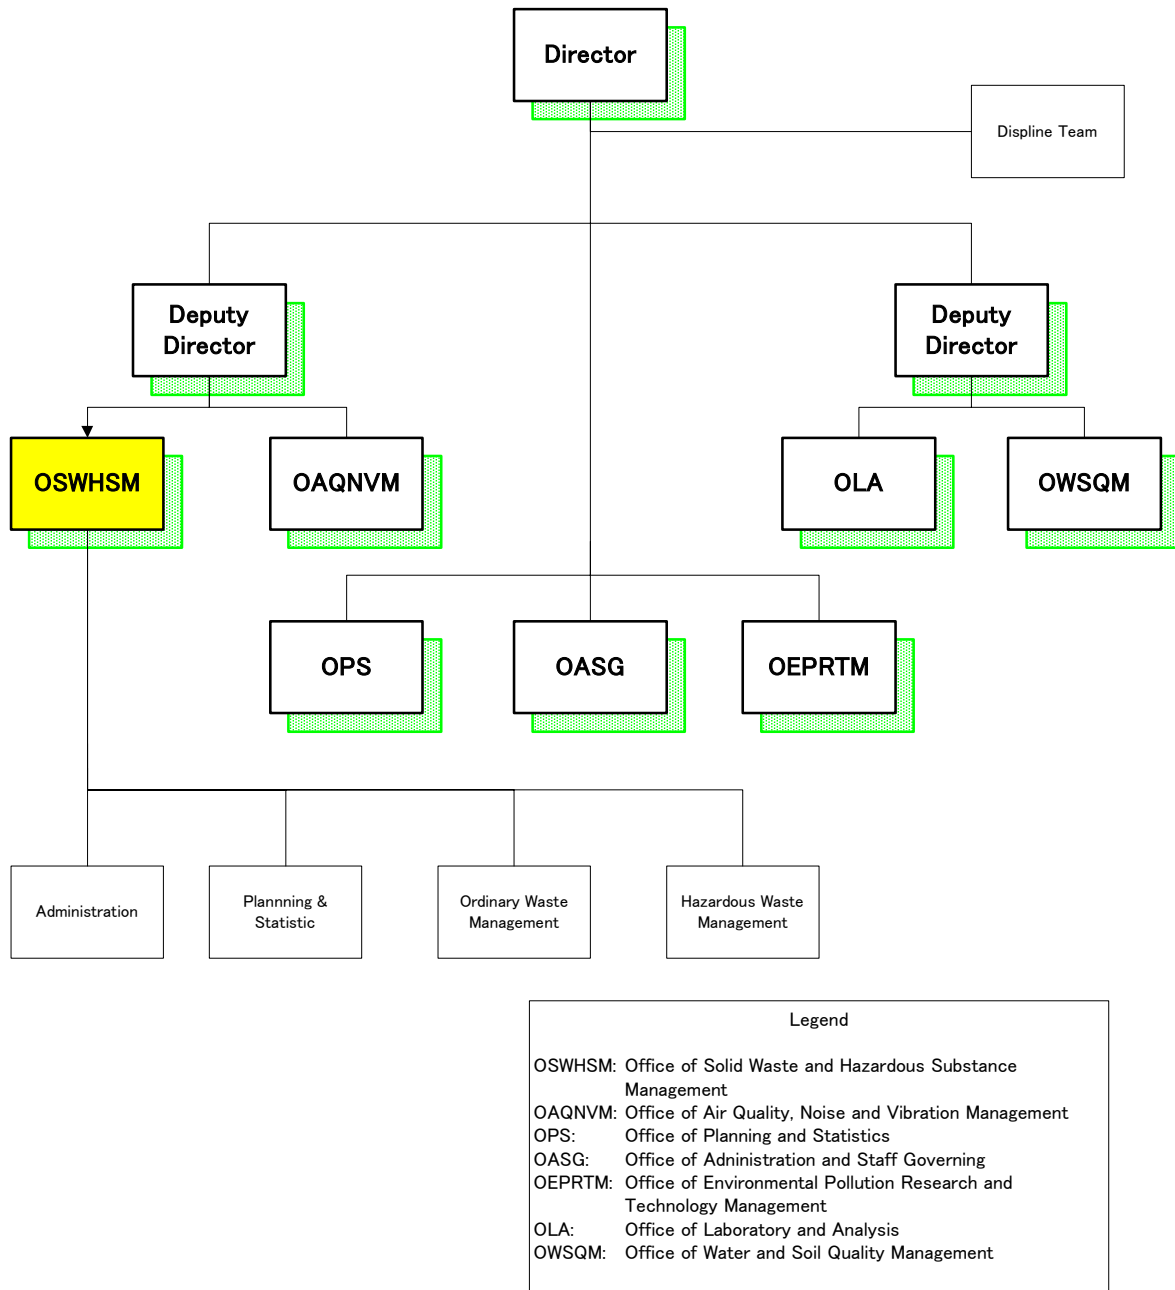 Director
Displine Team
Deputy
Director
Deputy
Director
OSWHSM
OAQNVM
OLA
OWSQM
OPS
OASG
OEPRTM
Administration
Plannning &
Statistic
Ordinary Waste
Management
Hazardous Waste
Management
Legend
OSWHSM: Office of Solid Waste and Hazardous Substance
Management
OAQNVM: Office of Air Quality, Noise and Vibration Management
OPS: Office of Planning and Statistics
OASG: Office of Adninistration and Staff Governing
OEPRTM: Office of Environmental Pollution Research and
Technology Management
OLA: Office of Laboratory and Analysis
OWSQM: Office of Water and Soil Quality Management